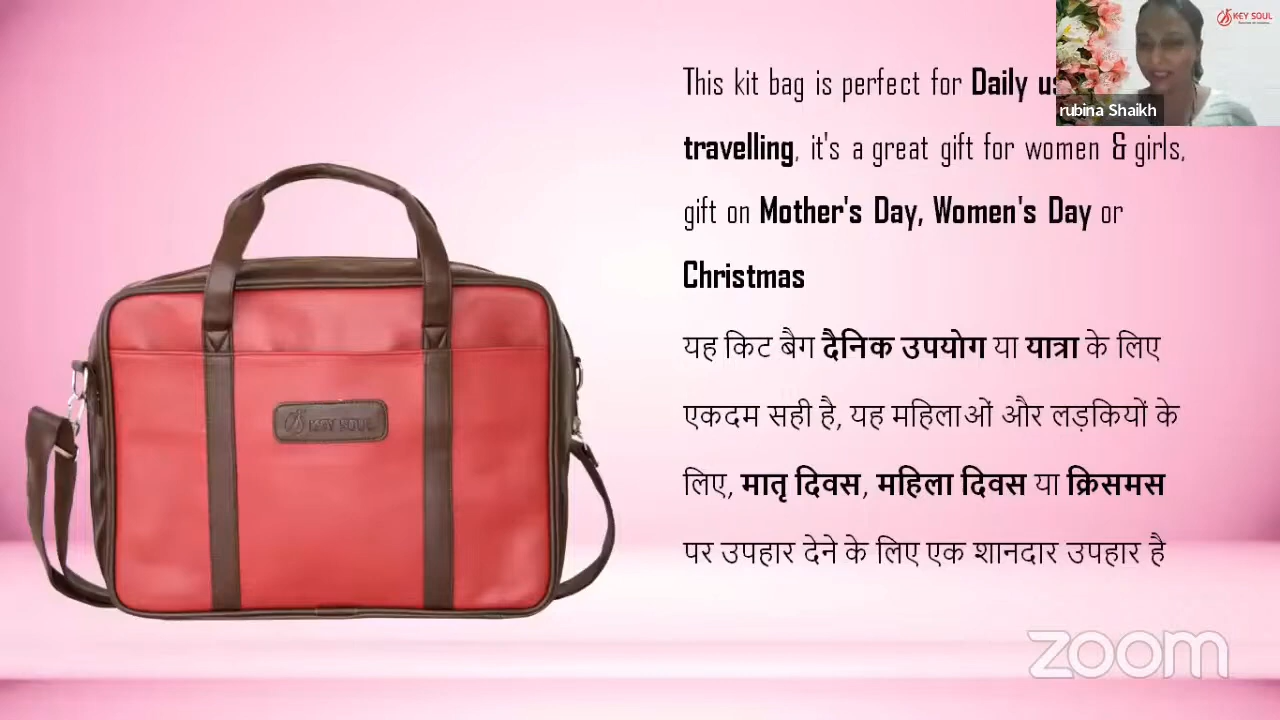 KEY SOUL
This kit bag is perfect for Daily
rubina Shaikh
travelling, it's a great gift for women & girls,
gift on Mother's Day, Women's Day or
Christmas
यह किट बैग दैनिक उपयोग या यात्रा के लिए
एकदम सही है, यह महिलाओं और लड़कियों के
लिए, मातृ दिवस, महिला दिवस या क्रिसमस
पर उपहार देने के लिए एक शानदार उपहार है
KEY SOUL
zoom